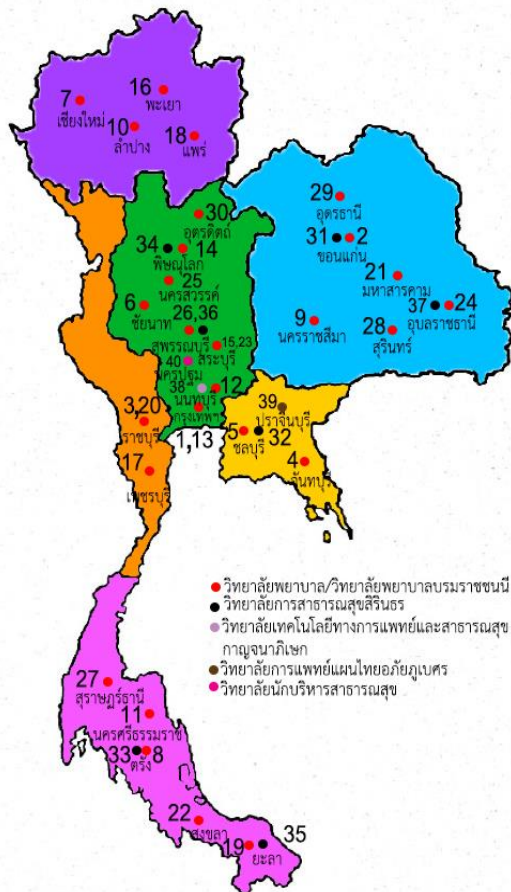 16
พะเยา
7
เชียงใหม่
10
ลำปาง
18
แพร่
30
อุตรดิตถ์
34
14
พิษณุโลก
25
นครสวรรค์
6
ชัยนาท
26,36
สุพรรณบุรี
15,23
สระบุรี
40
นครปฐม
38
12
นนทบุรี
กรุงเทพฯ
1,13
29
อุดรธานี
31
2
ขอนแก่น
21
มหาสารคาม
37
24
อุบลราชธานี
9
นครราชสีมา
28
สุรินทร์
3,20
ราชบุรี
17
เพชรบุรี
39
ปราจีนบุรี
5
32
ชลบุรี
4
จันทบุรี
วิทยาลัยพยาบาล/วิทยาลัยพยาบาลบรมราชชนนี
วิทยาลัยการสาธารณสุขสิรินธร
วิทยาลัยเทคโนโลยีทางการแพทย์และสาธารณสุข
กาญจนาภิเษก
วิทยาลัยการแพทย์แผนไทยอภัยภูเบศร
วิทยาลัยนักบริหารสาธารณสุข
27
สุราษฎร์ธานี
11
นครศรีธรรมราช
33
8
ตรัง
22
สงขลา
19
35
ยะลา